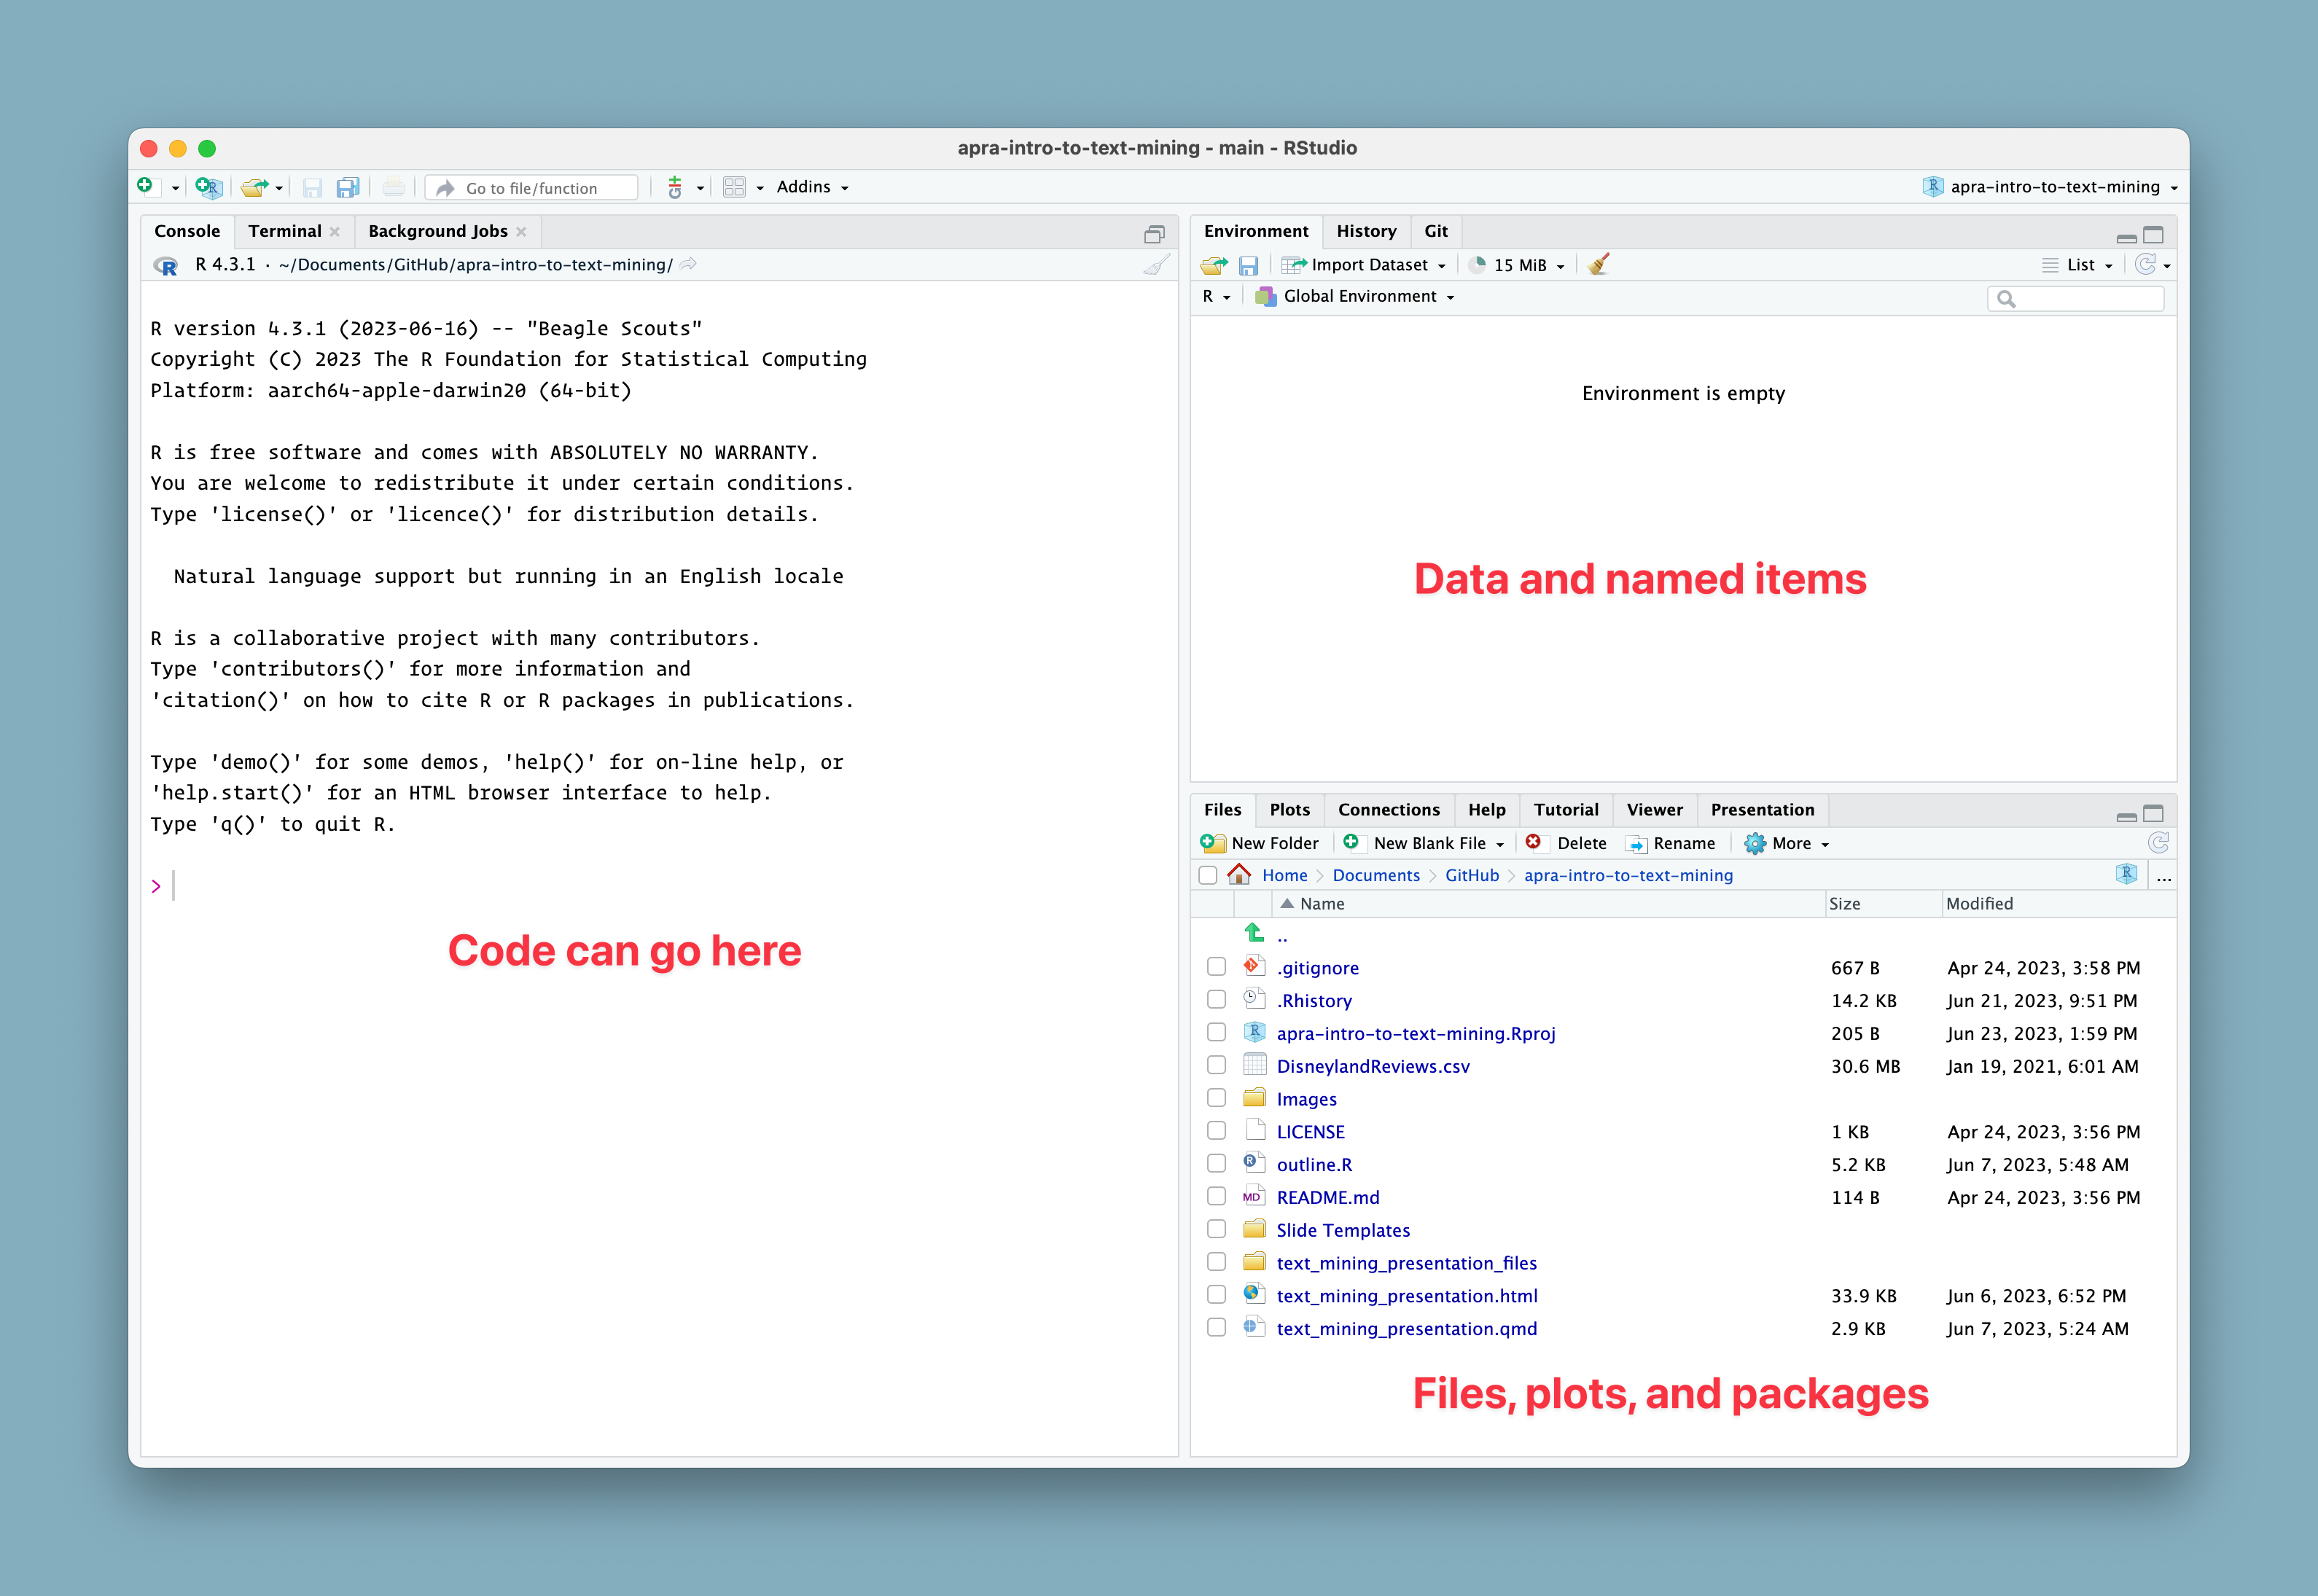 apra-intro-to-text-mining - main - RStudio
Go to file/function
Addins
apra-intro-to-text-mining
Console Terminal Background Jobs
R 4.3.1 · ~/Documents/GitHub/apra-intro-to-text-mining/
R version 4.3.1 (2023-06-16) -- "Beagle Scouts"
Copyright (C) 2023 The R Foundation for Statistical Computing
Platform: aarch64-apple-darwin20 (64-bit)
R is free software and comes with ABSOLUTELY NO WARRANTY.
You are welcome to redistribute it under certain conditions.
Type 'license()' or 'licence()' for distribution details.
Natural language support but running in an English locale
R is a collaborative project with many contributors.
Type 'contributors()' for more information and
'citation()' on how to cite R or R packages in publications.
Type 'demo()' for some demos, 'help()' for on-line help, or
'help.start()' for an HTML browser interface to help.
Type 'q()' to quit R.
>
Code can go here
Environment History Git
Import Dataset 15 MiB List
R Global Environment
Environment is empty
Data and named items
Files Plots Connections Help Tutorial Viewer Presentation
New Folder New Blank File Delete Rename More
Home Documents GitHub apra-intro-to-text-mining ...
Name Size Modified
..
.gitignore 667 B Apr 24, 2023, 3:58 PM
.Rhistory 14.2 KB Jun 21, 2023, 9:51 PM
apra-intro-to-text-mining.Rproj 205 B Jun 23, 2023, 1:59 PM
DisneylandReviews.csv 30.6 MB Jan 19, 2021, 6:01 AM
Images
LICENSE 1 KB Apr 24, 2023, 3:56 PM
outline.R 5.2 KB Jun 7, 2023, 5:48 AM
README.md 114 B Apr 24, 2023, 3:56 PM
Slide Templates
text_mining_presentation_files
text_mining_presentation.html 33.9 KB Jun 6, 2023, 6:52 PM
text_mining_presentation.qmd 2.9 KB Jun 7, 2023, 5:24 AM
Files, plots, and packages